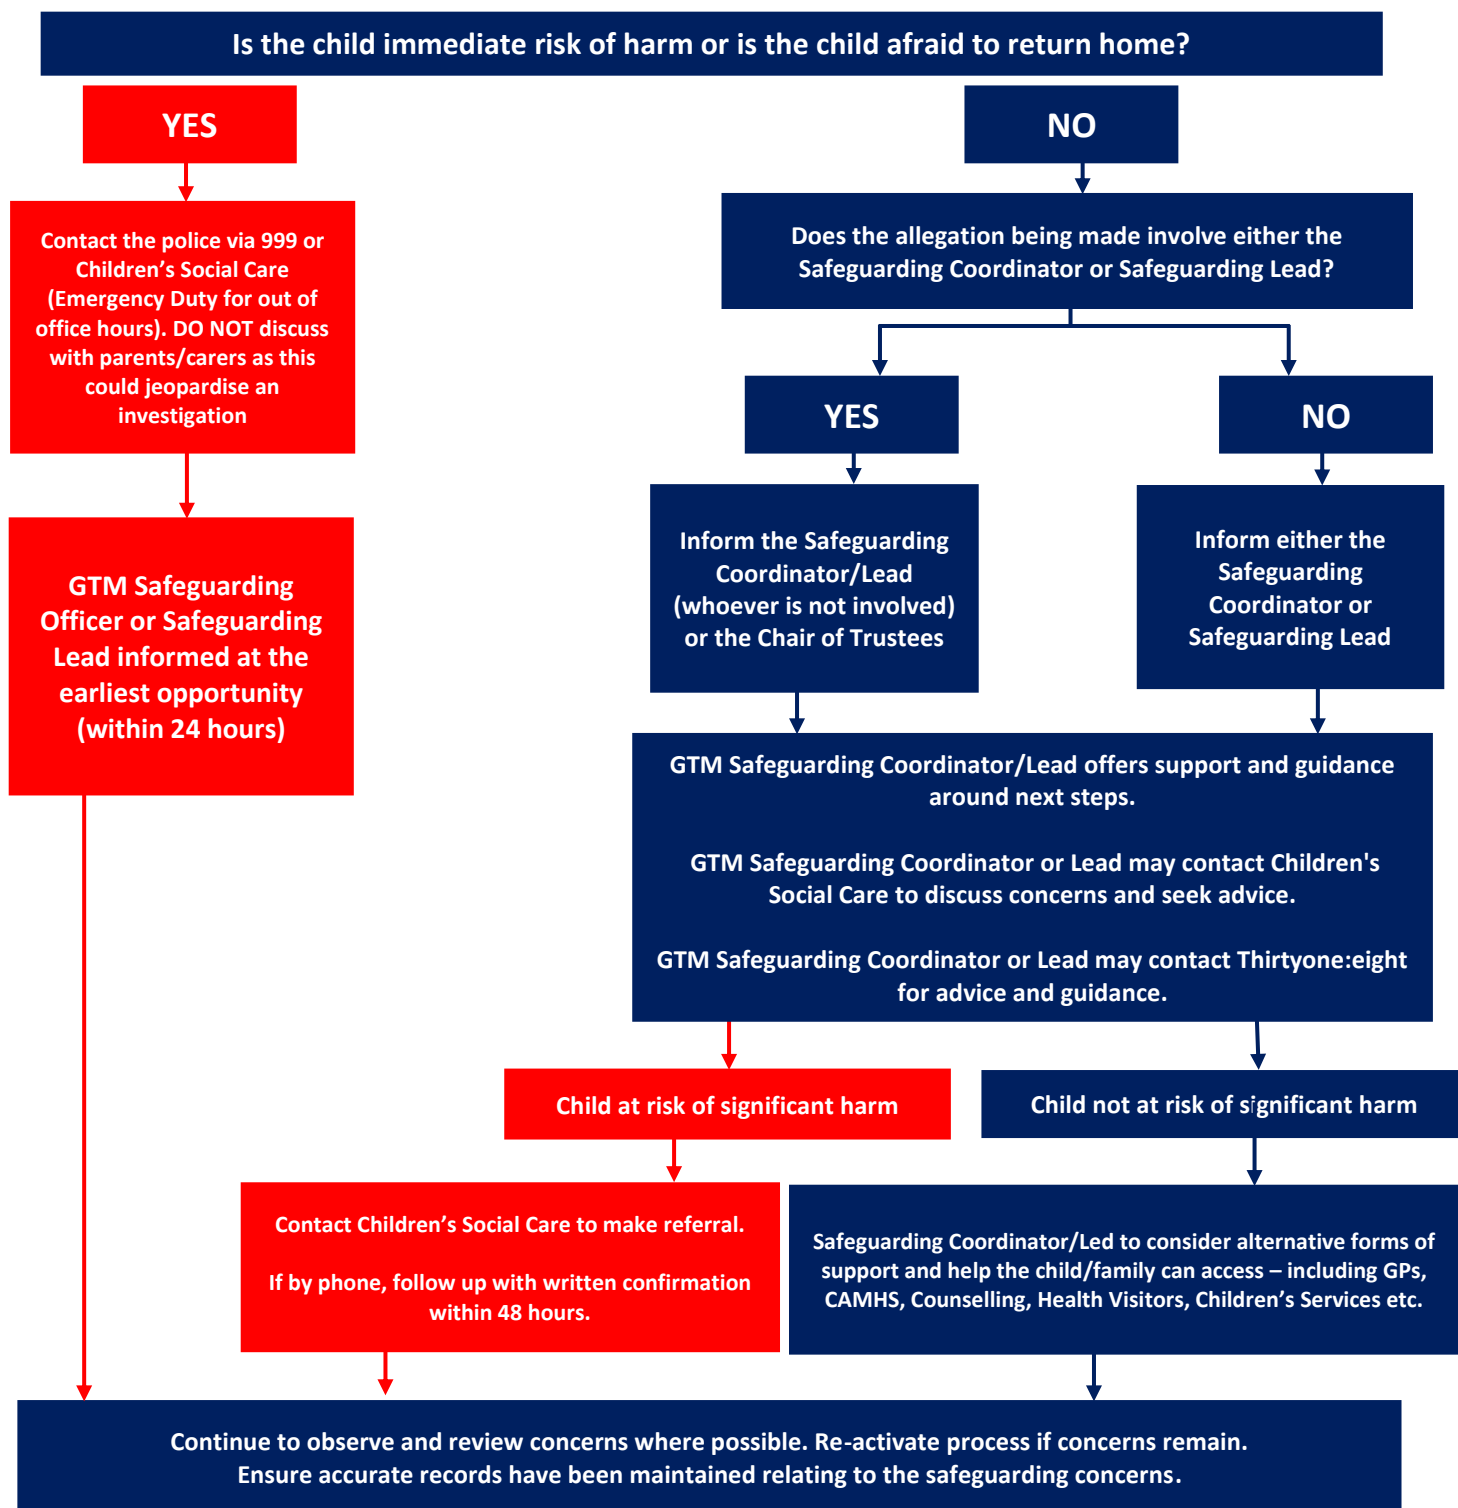 Is the child immediate risk of harm or is the child afraid to return home?
YES
NO
Contact the police via 999 or
Children’s Social Care
(Emergency Duty for out of
office hours). DO NOT discuss
with parents/carers as this
could jeopardise an
investigation
Does the allegation being made involve either the
Safeguarding Coordinator or Safeguarding Lead?
YES
NO
GTM Safeguarding
Officer or Safeguarding
Lead informed at the
earliest opportunity
(within 24 hours)
Inform the Safeguarding
Coordinator/Lead
(whoever is not involved)
or the Chair of Trustees
Inform either the
Safeguarding
Coordinator or
Safeguarding Lead
GTM Safeguarding Coordinator/Lead offers support and guidance
around next steps.
GTM Safeguarding Coordinator or Lead may contact Children's
Social Care to discuss concerns and seek advice.
GTM Safeguarding Coordinator or Lead may contact Thirtyone:eight
for advice and guidance.
Child at risk of significant harm
Child not at risk of significant harm
Contact Children’s Social Care to make referral.
If by phone, follow up with written confirmation
within 48 hours.
Safeguarding Coordinator/Led to consider alternative forms of
support and help the child/family can access – including GPs,
CAMHS, Counselling, Health Visitors, Children’s Services etc.
Continue to observe and review concerns where possible. Re-activate process if concerns remain.
Ensure accurate records have been maintained relating to the safeguarding concerns.